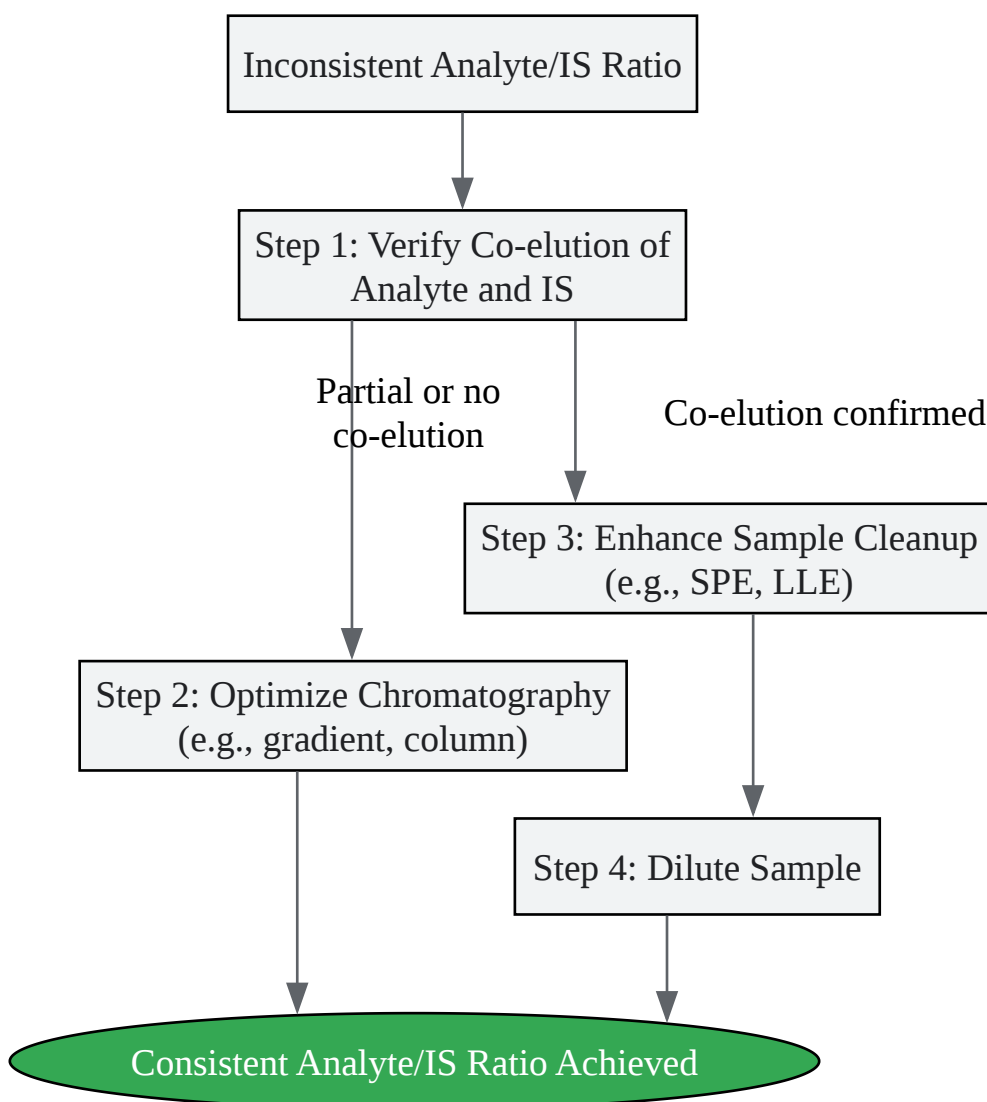 Inconsistent Analyte/IS Ratio
Step 1: Verify Co-elution of
Analyte and IS
Partial or no
co-elution
Co-elution confirmed
Step 3: Enhance Sample Cleanup
(e.g., SPE, LLE)
Step 2: Optimize Chromatography
(e.g., gradient, column)
Step 4: Dilute Sample
Consistent Analyte/IS Ratio Achieved